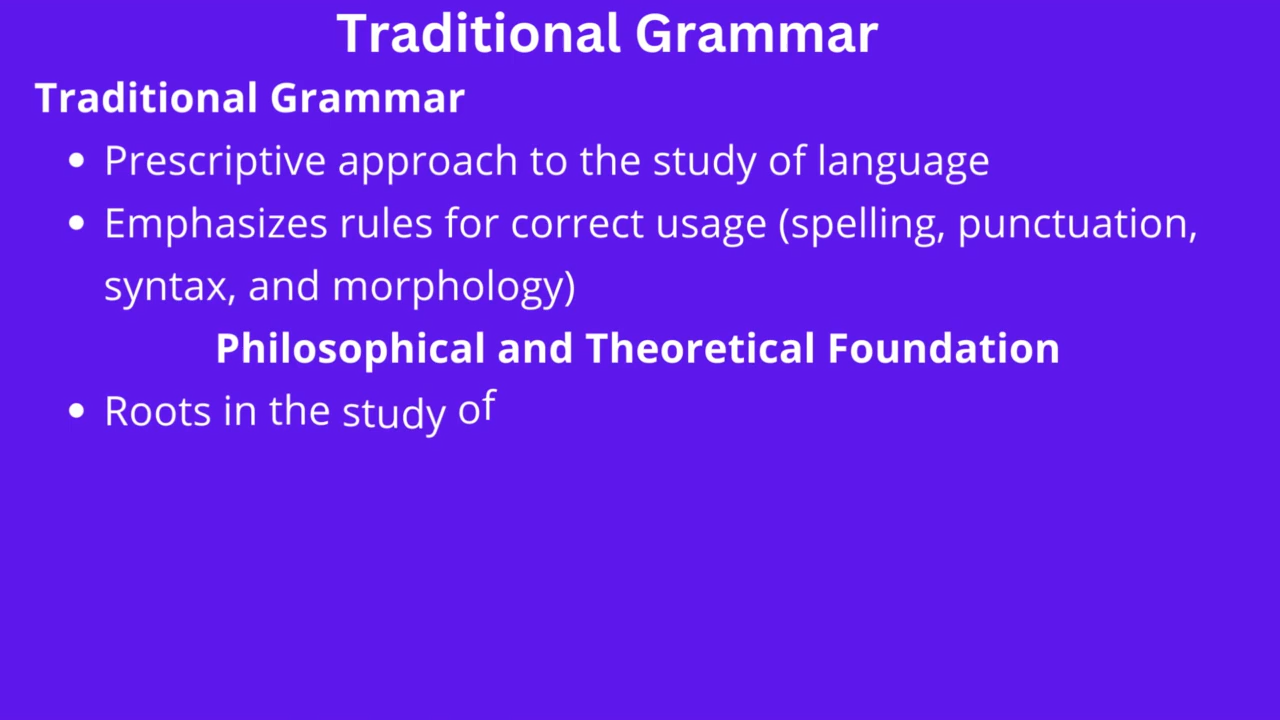 Traditional Grammar
Traditional Grammar
• Prescriptive approach to the study of language
• Emphasizes rules for correct usage (spelling, punctuation,
syntax, and morphology)
Philosophical and Theoretical Foundation
• Roots in the study of